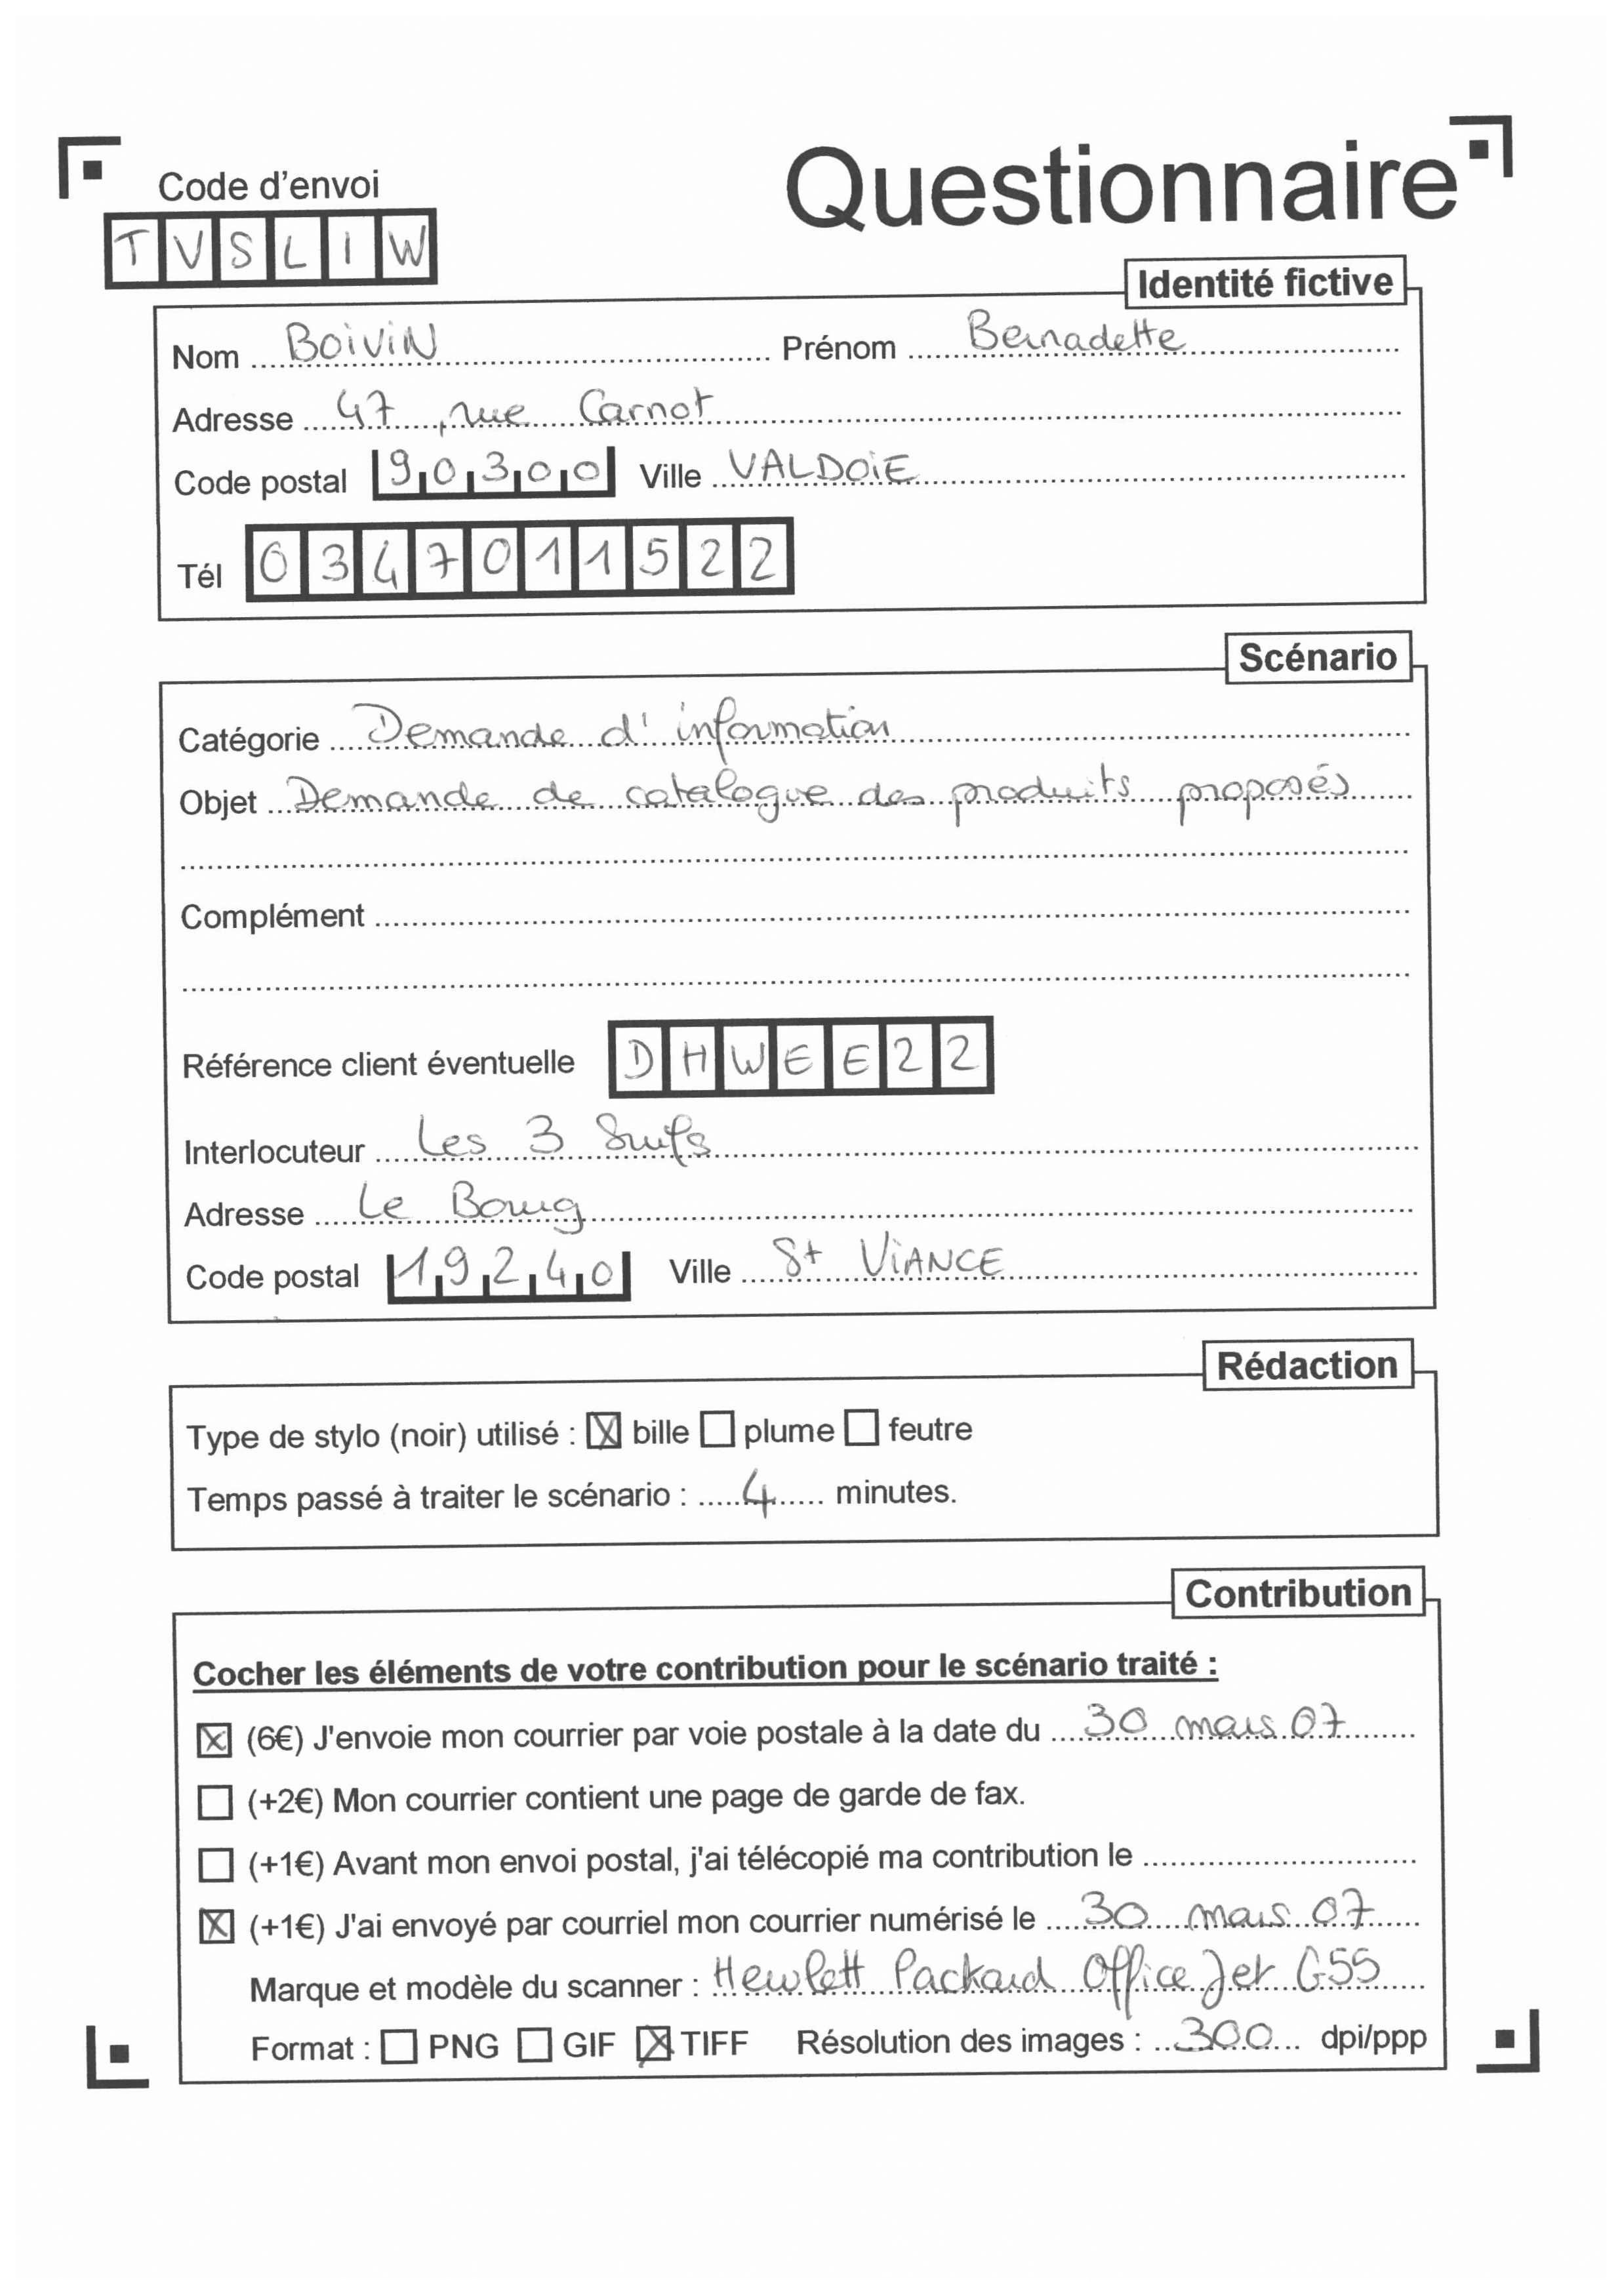 Questionnaire
Code d'envoi
TVSLIW
Identité fictive
Nom BOIVIN Prénom Bernadette
Adresse 47, rue Carnot
Code postal 90300 Ville VALDOIE
Tél 0347011522
Scénario
Catégorie Demande d'information
Objet Demande de catalogue des produits proposés
Complément
Référence client éventuelle DHWEE22
Interlocuteur Les 3 Suifs
Adresse Le Bourg
Code postal 19240 Ville St VIANCE
Rédaction
Type de stylo (noir) utilisé : ☒ bille ☐ plume ☐ feutre
Temps passé à traiter le scénario : 4 minutes.
Contribution
Cocher les éléments de votre contribution pour le scénario traité :
☒ (6€) J'envoie mon courrier par voie postale à la date du 30 mars 07
☐ (+2€) Mon courrier contient une page de garde de fax.
☐ (+1€) Avant mon envoi postal, j'ai télécopié ma contribution le
☒ (+1€) J'ai envoyé par courriel mon courrier numérisé le 30 mars 07
Marque et modèle du scanner : Hewlett Packard Office Jet G55
Format : ☐ PNG ☐ GIF ☒ TIFF Résolution des images : 300 dpi/ppp